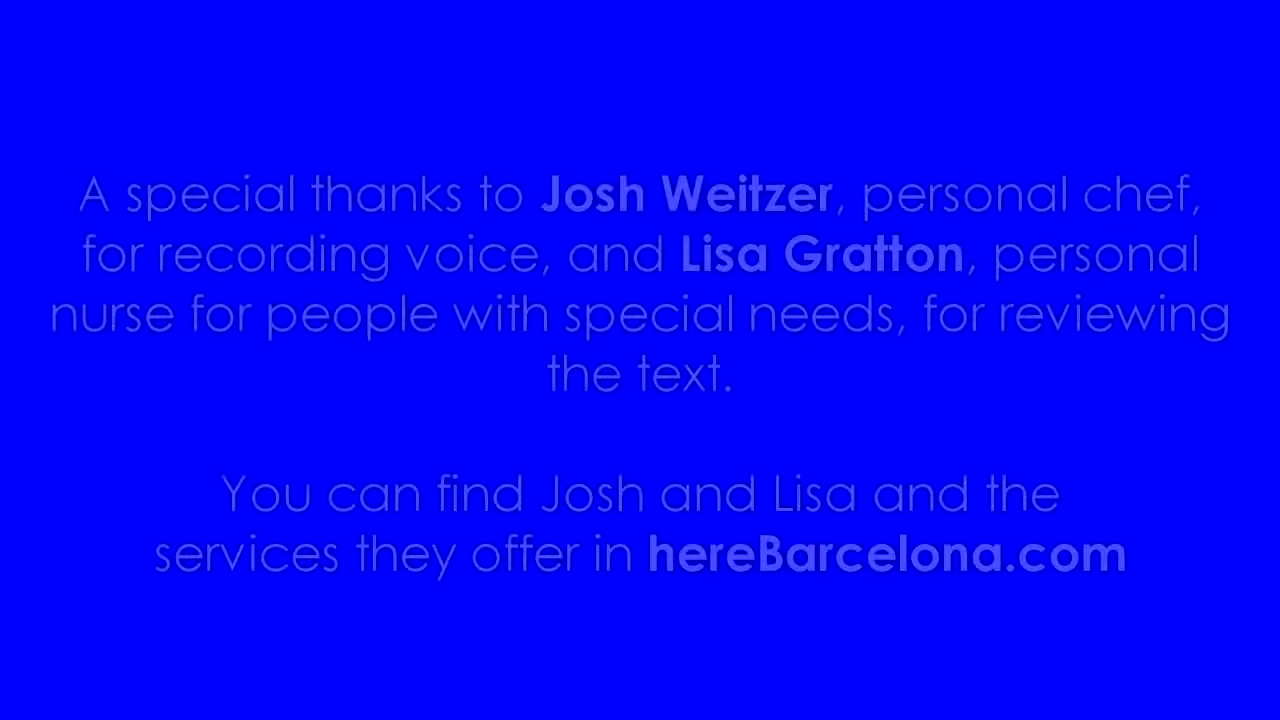 A special thanks to Josh Weitzer, personal chef,
for recording voice, and Lisa Gratton, personal
nurse for people with special needs, for reviewing
the text.
You can find Josh and Lisa and the
services they offer in hereBarcelona.com